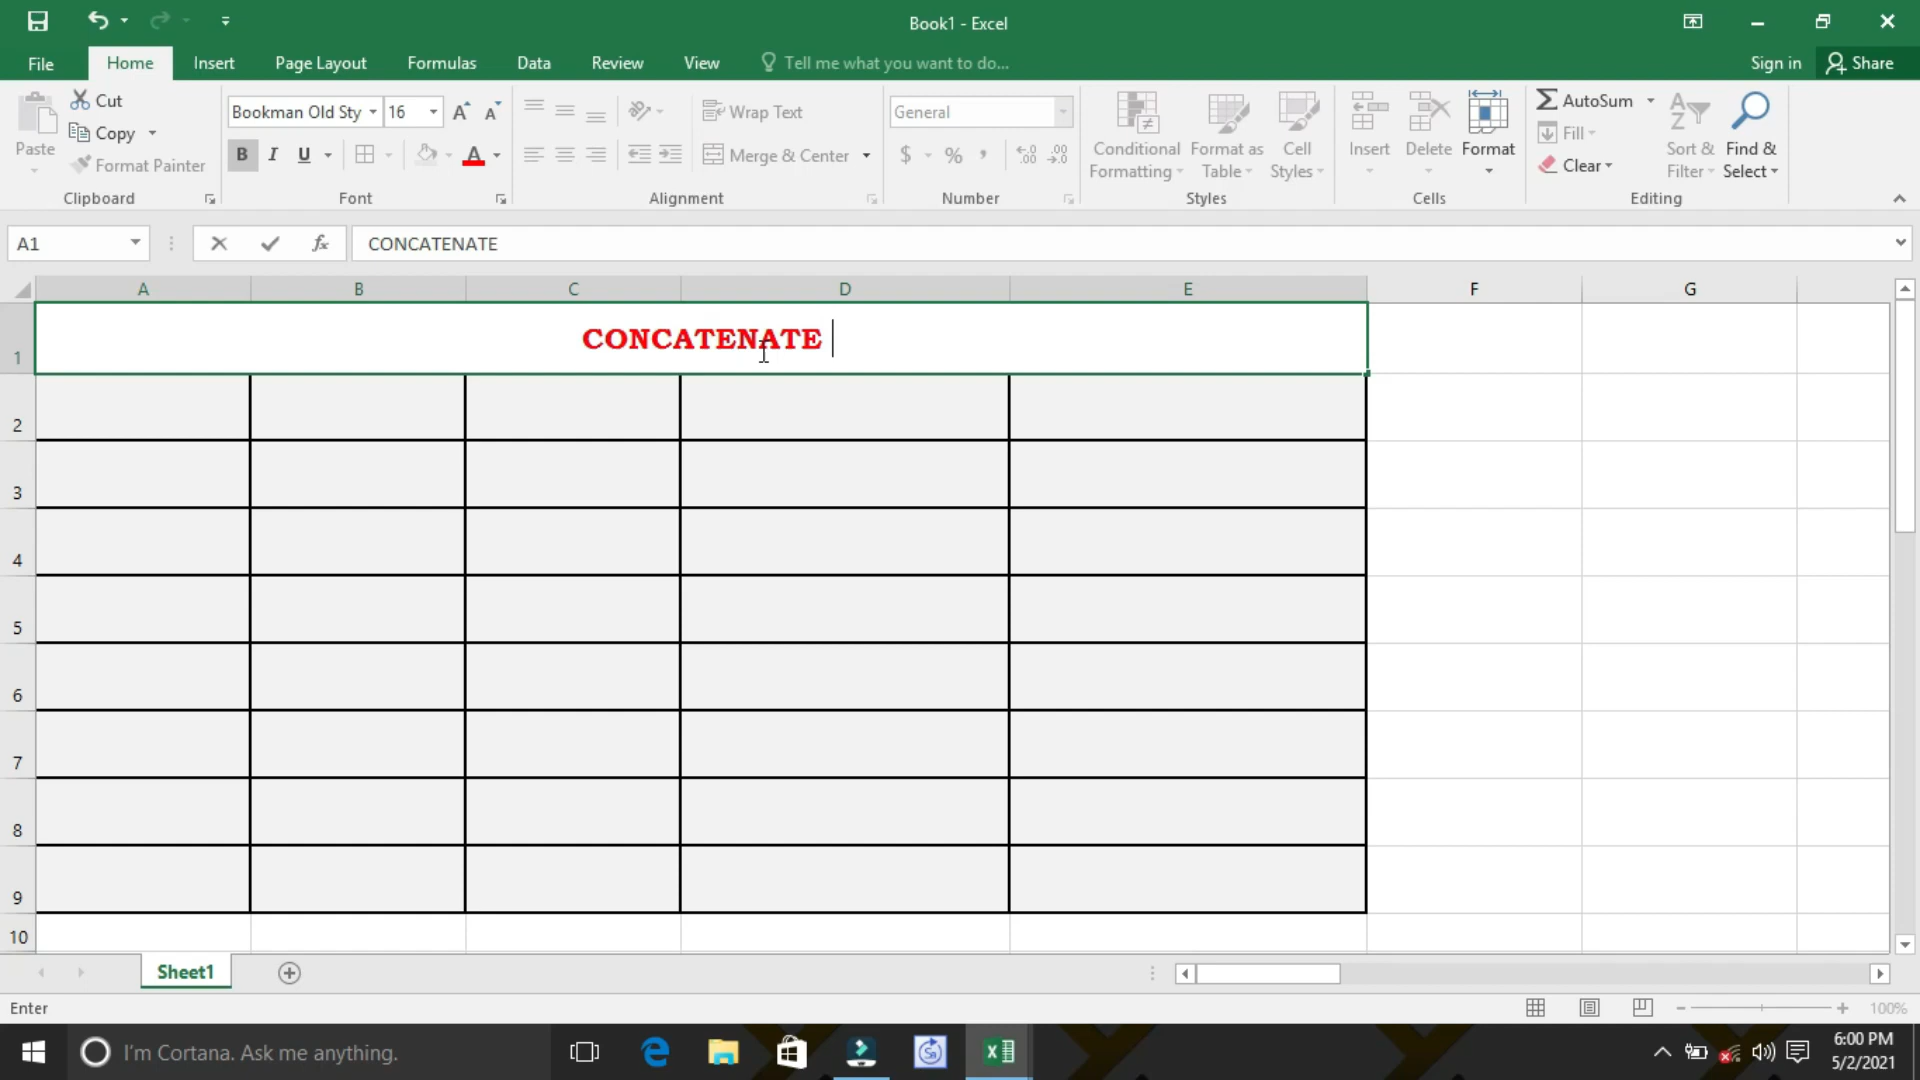 Book1 - Excel
File Home Insert Page Layout Formulas Data Review View Tell me what you want to do... Sign in Share
Paste
Cut
Copy
Format Painter
Clipboard
Bookman Old Sty 16
B I U
Font
Wrap Text
Merge & Center
Alignment
General
$ % ,
Number
Conditional Formatting
Format as Table
Cell Styles
Styles
Insert
Delete
Format
Cells
AutoSum
Fill
Clear
Sort & Filter
Find & Select
Editing
A1 fx CONCATENATE
A B C D E F G
1 CONCATENATE
2
3
4
5
6
7
8
9
10
Sheet1
Enter
100%
I'm Cortana. Ask me anything.
6:00 PM
5/2/2021